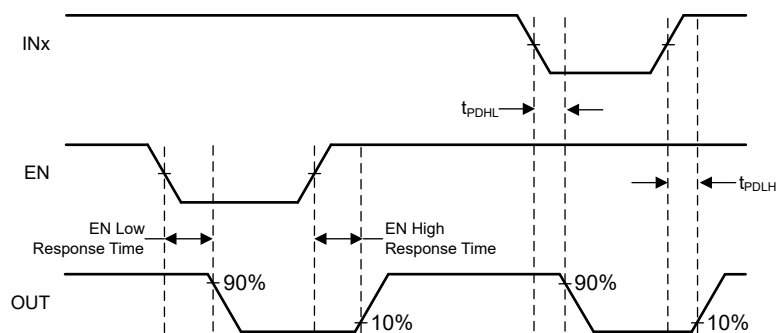 INx
tPDHL
EN
tPDLH
EN Low
Response Time
EN High
Response Time
90%
90%
OUT
10%
10%